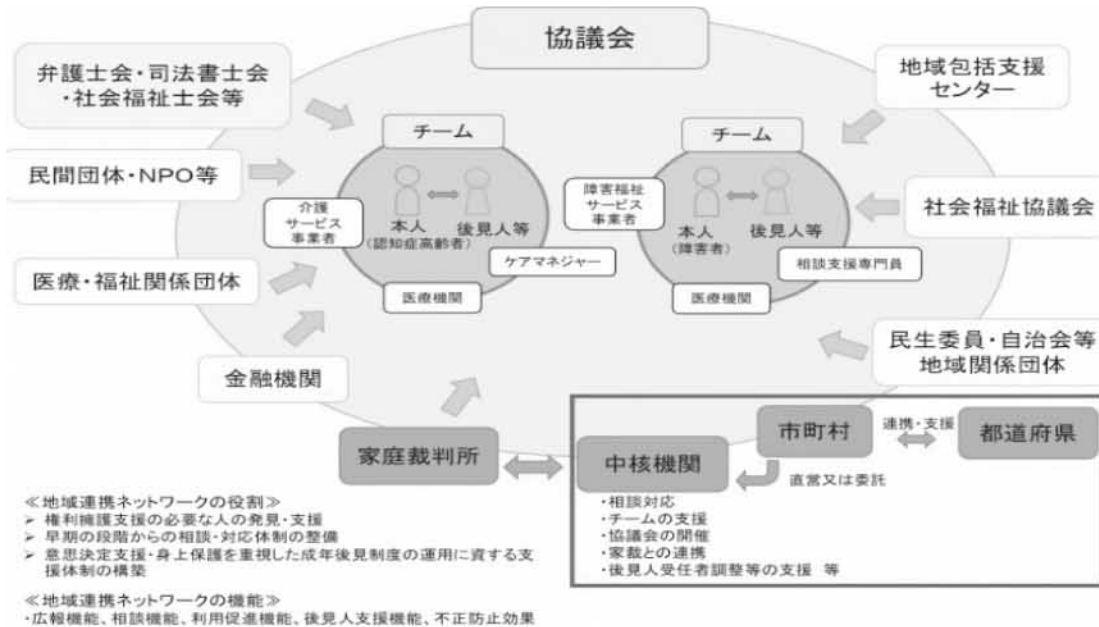 協議会
弁護士会・司法書士会
・社会福祉士会等
地域包括支援
センター
チーム
チーム
民間団体・NPO等
介護
サービス
事業者
本人
(認知症高齢者)
後見人等
ケアマネジャー
医療機関
障害福祉
サービス
事業者
本人
(障害者)
後見人等
相談支援専門員
医療機関
社会福祉協議会
医療・福祉関係団体
金融機関
民生委員・自治会等
地域関係団体
家庭裁判所
中核機関
市町村
連携・支援
都道府県
直営又は委託
・相談対応
・チームの支援
・協議会の開催
・家裁との連携
・後見人受任者調整等の支援 等
≪地域連携ネットワークの役割≫
➢ 権利擁護支援の必要な人の発見・支援
➢ 早期の段階からの相談・対応体制の整備
➢ 意思決定支援・身上保護を重視した成年後見制度の運用に資する支
援体制の構築
≪地域連携ネットワークの機能≫
・広報機能、相談機能、利用促進機能、後見人支援機能、不正防止効果